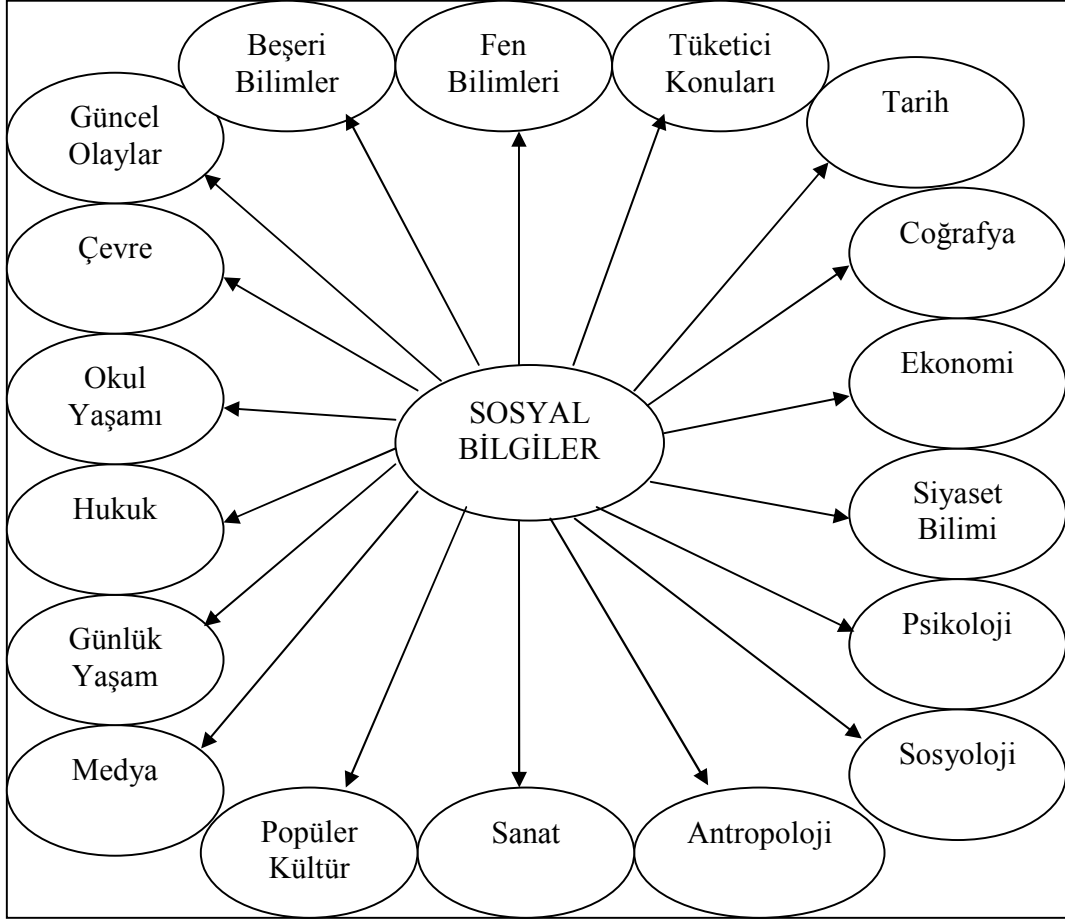 Beşeri
Bilimler
Fen
Bilimleri
Tüketici
Konuları
Tarih
Güncel
Olaylar
Coğrafya
Çevre
Ekonomi
Okul
Yaşamı
SOSYAL
BİLGİLER
Siyaset
Bilimi
Hukuk
Psikoloji
Günlük
Yaşam
Sosyoloji
Medya
Popüler
Kültür
Sanat
Antropoloji